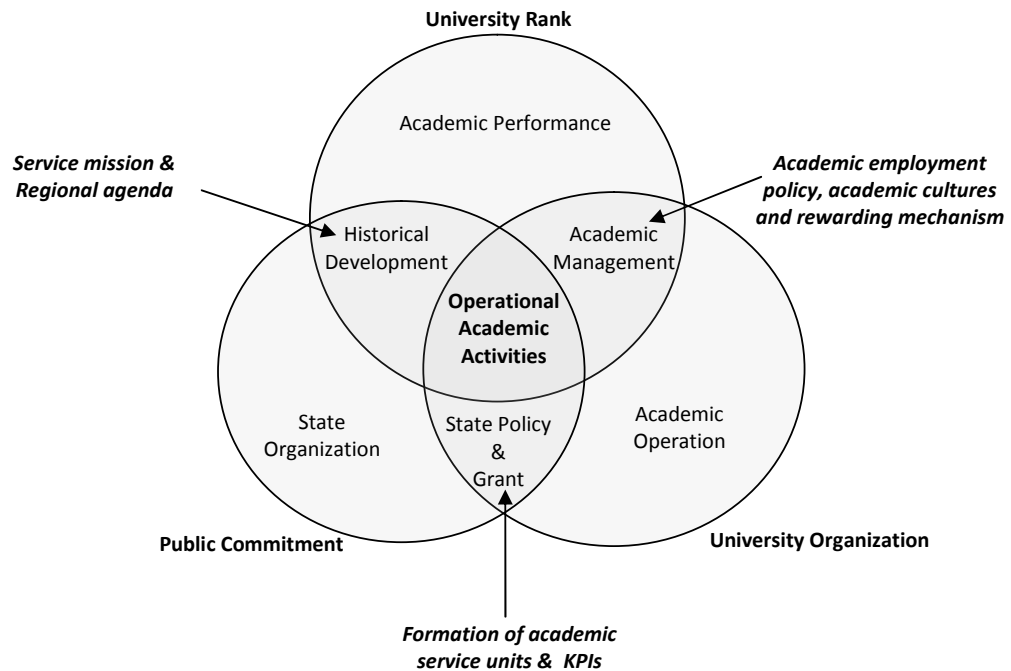 University Rank
Academic Performance
Service mission &
Regional agenda
Academic employment
policy, academic cultures
and rewarding mechanism
Historical
Development
Academic
Management
Operational
Academic
Activities
State
Organization
State Policy
&
Grant
Academic
Operation
Public Commitment
University Organization
Formation of academic
service units & KPIs